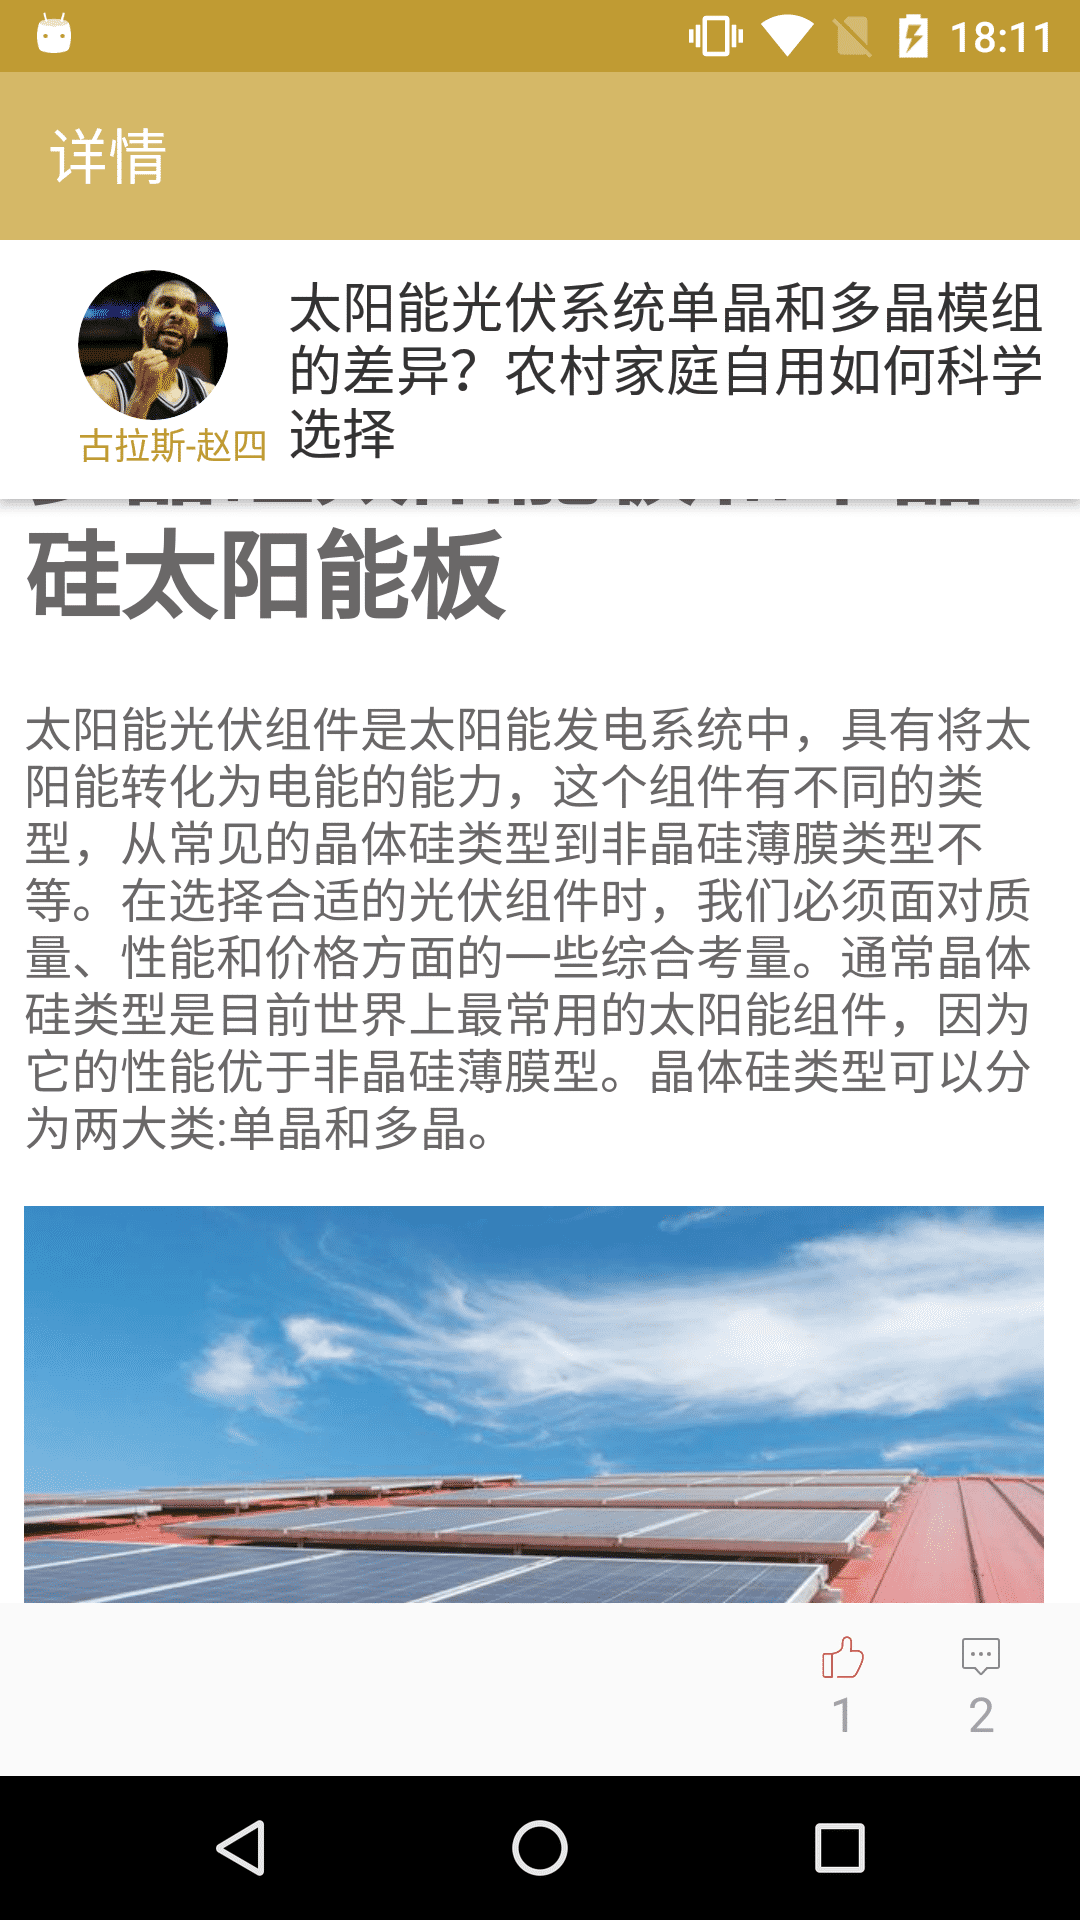 18:11
详情
太阳能光伏系统单晶和多晶模组
的差异？农村家庭自用如何科学
选择
古拉斯-赵四
硅太阳能板
太阳能光伏组件是太阳能发电系统中，具有将太
阳能转化为电能的能力，这个组件有不同的类
型，从常见的晶体硅类型到非晶硅薄膜类型不
等。在选择合适的光伏组件时，我们必须面对质
量、性能和价格方面的一些综合考量。通常晶体
硅类型是目前世界上最常用的太阳能组件，因为
它的性能优于非晶硅薄膜型。晶体硅类型可以分
为两大类:单晶和多晶。
1
2